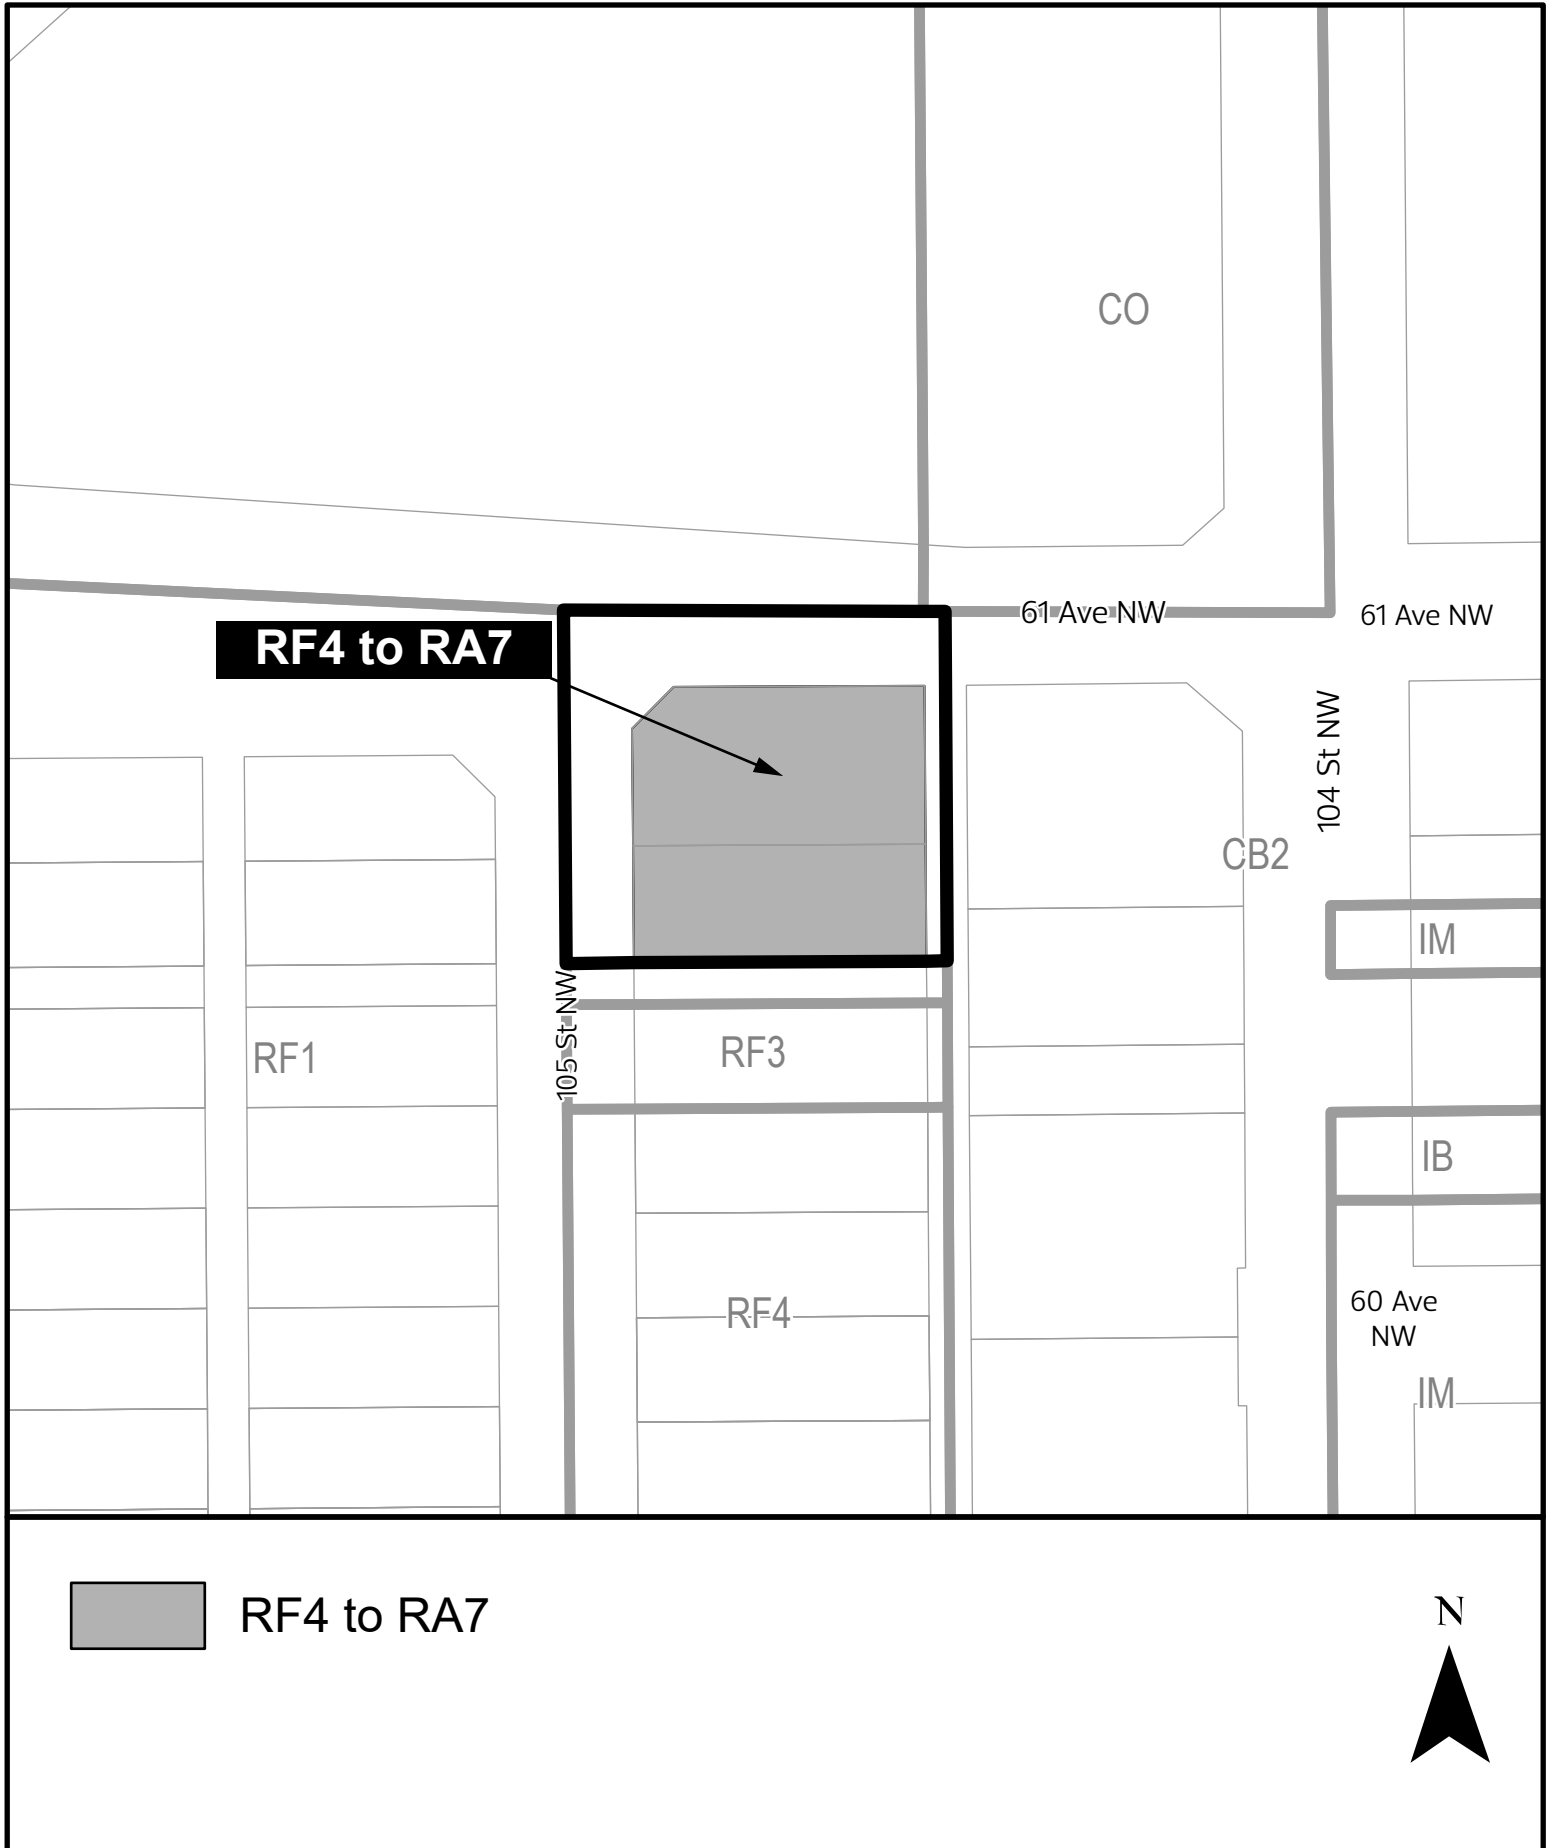 CO
61 Ave NW
61 Ave NW
RF4 to RA7
104 St NW
CB2
IM
105 St NW
RF1
RF3
IB
RF4
60 Ave
NW
IM
RF4 to RA7
N